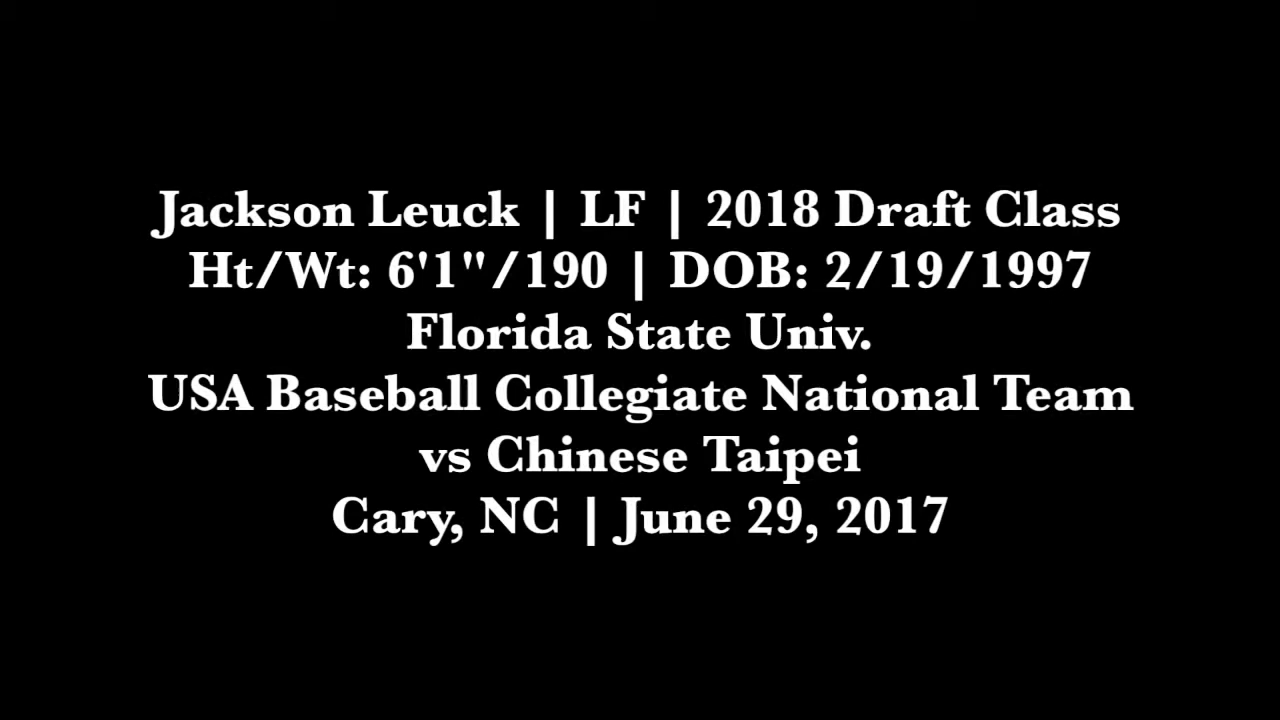 Jackson Leuck | LF | 2018 Draft Class
Ht/Wt: 6'1"/190 | DOB: 2/19/1997
Florida State Univ.
USA Baseball Collegiate National Team
vs Chinese Taipei
Cary, NC | June 29, 2017